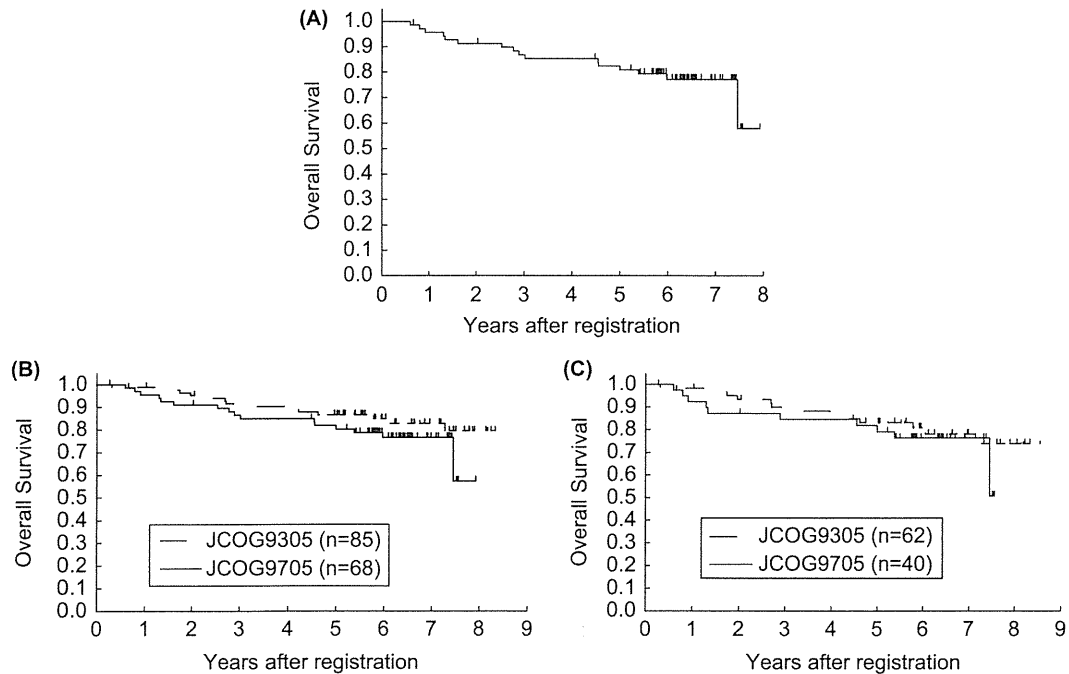 (A)
1.0
0.9
0.8
0.7
0.6
0.5
0.4
0.3
0.2
0.1
0.0
Overall Survival
0 1 2 3 4 5 6 7 8
Years after registration
(B)
1.0
0.9
0.8
0.7
0.6
0.5
0.4
0.3
0.2
0.1
0.0
Overall Survival
JCOG9305 (n=85)
JCOG9705 (n=68)
0 1 2 3 4 5 6 7 8 9
Years after registration
(C)
1.0
0.9
0.8
0.7
0.6
0.5
0.4
0.3
0.2
0.1
0.0
Overall Survival
JCOG9305 (n=62)
JCOG9705 (n=40)
0 1 2 3 4 5 6 7 8 9
Years after registration